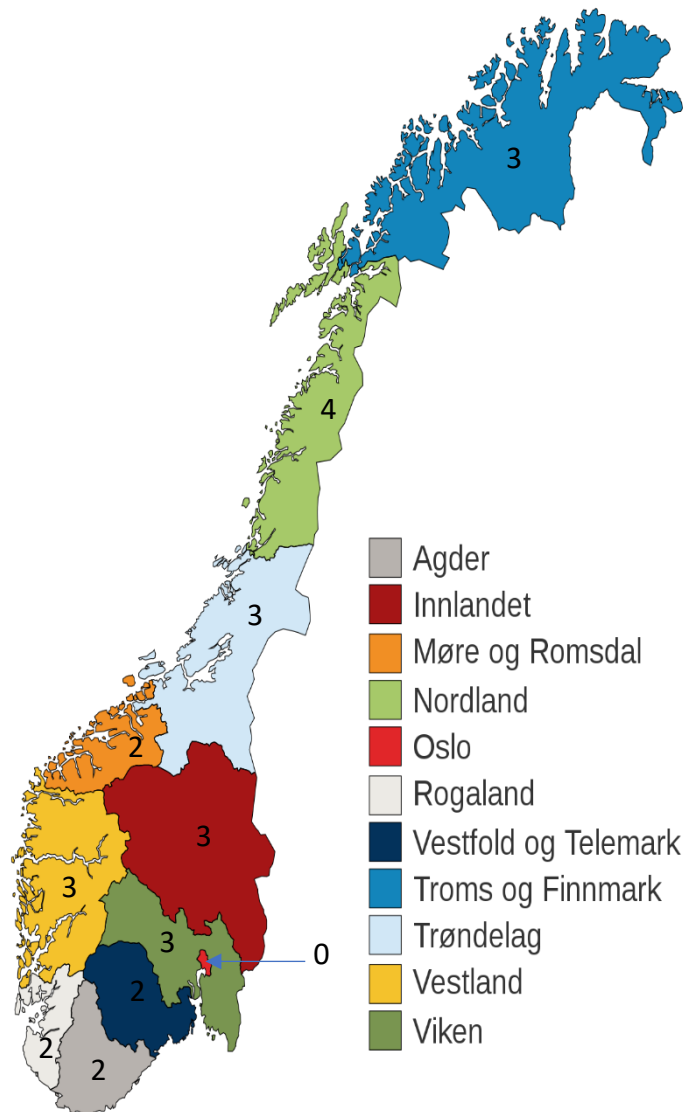 3
4
3
2
3
3
3
0
2
2
2
Agder
Innlandet
Møre og Romsdal
Nordland
Oslo
Rogaland
Vestfold og Telemark
Troms og Finnmark
Trøndelag
Vestland
Viken